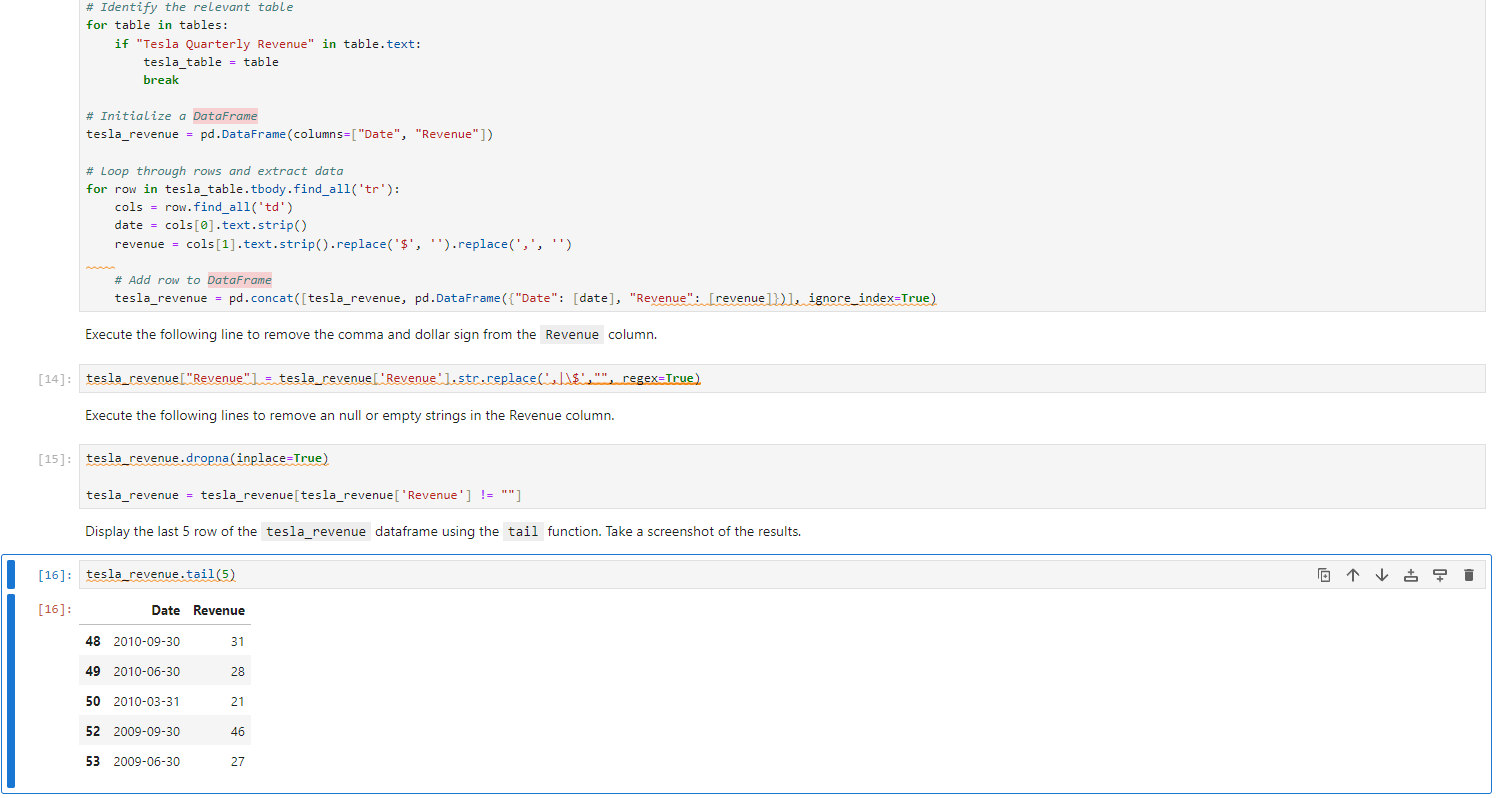 # Identify the relevant table
for table in tables:
    if "Tesla Quarterly Revenue" in table.text:
        tesla_table = table
        break
# Initialize a DataFrame
tesla_revenue = pd.DataFrame(columns=["Date", "Revenue"])
# Loop through rows and extract data
for row in tesla_table.tbody.find_all('tr'):
    cols = row.find_all('td')
    date = cols[0].text.strip()
    revenue = cols[1].text.strip().replace('$', '').replace(',', '')
    # Add row to DataFrame
    tesla_revenue = pd.concat([tesla_revenue, pd.DataFrame({"Date": [date], "Revenue": [revenue]})], ignore_index=True)
Execute the following line to remove the comma and dollar sign from the Revenue column.
[14]: tesla_revenue["Revenue"] = tesla_revenue['Revenue'].str.replace(',|\$',"", regex=True)
Execute the following lines to remove an null or empty strings in the Revenue column.
[15]: tesla_revenue.dropna(inplace=True)
tesla_revenue = tesla_revenue[tesla_revenue['Revenue'] != ""]
Display the last 5 row of the tesla_revenue dataframe using the tail function. Take a screenshot of the results.
[16]: tesla_revenue.tail(5)
[16]: Date Revenue
48 2010-09-30 31
49 2010-06-30 28
50 2010-03-31 21
52 2009-09-30 46
53 2009-06-30 27